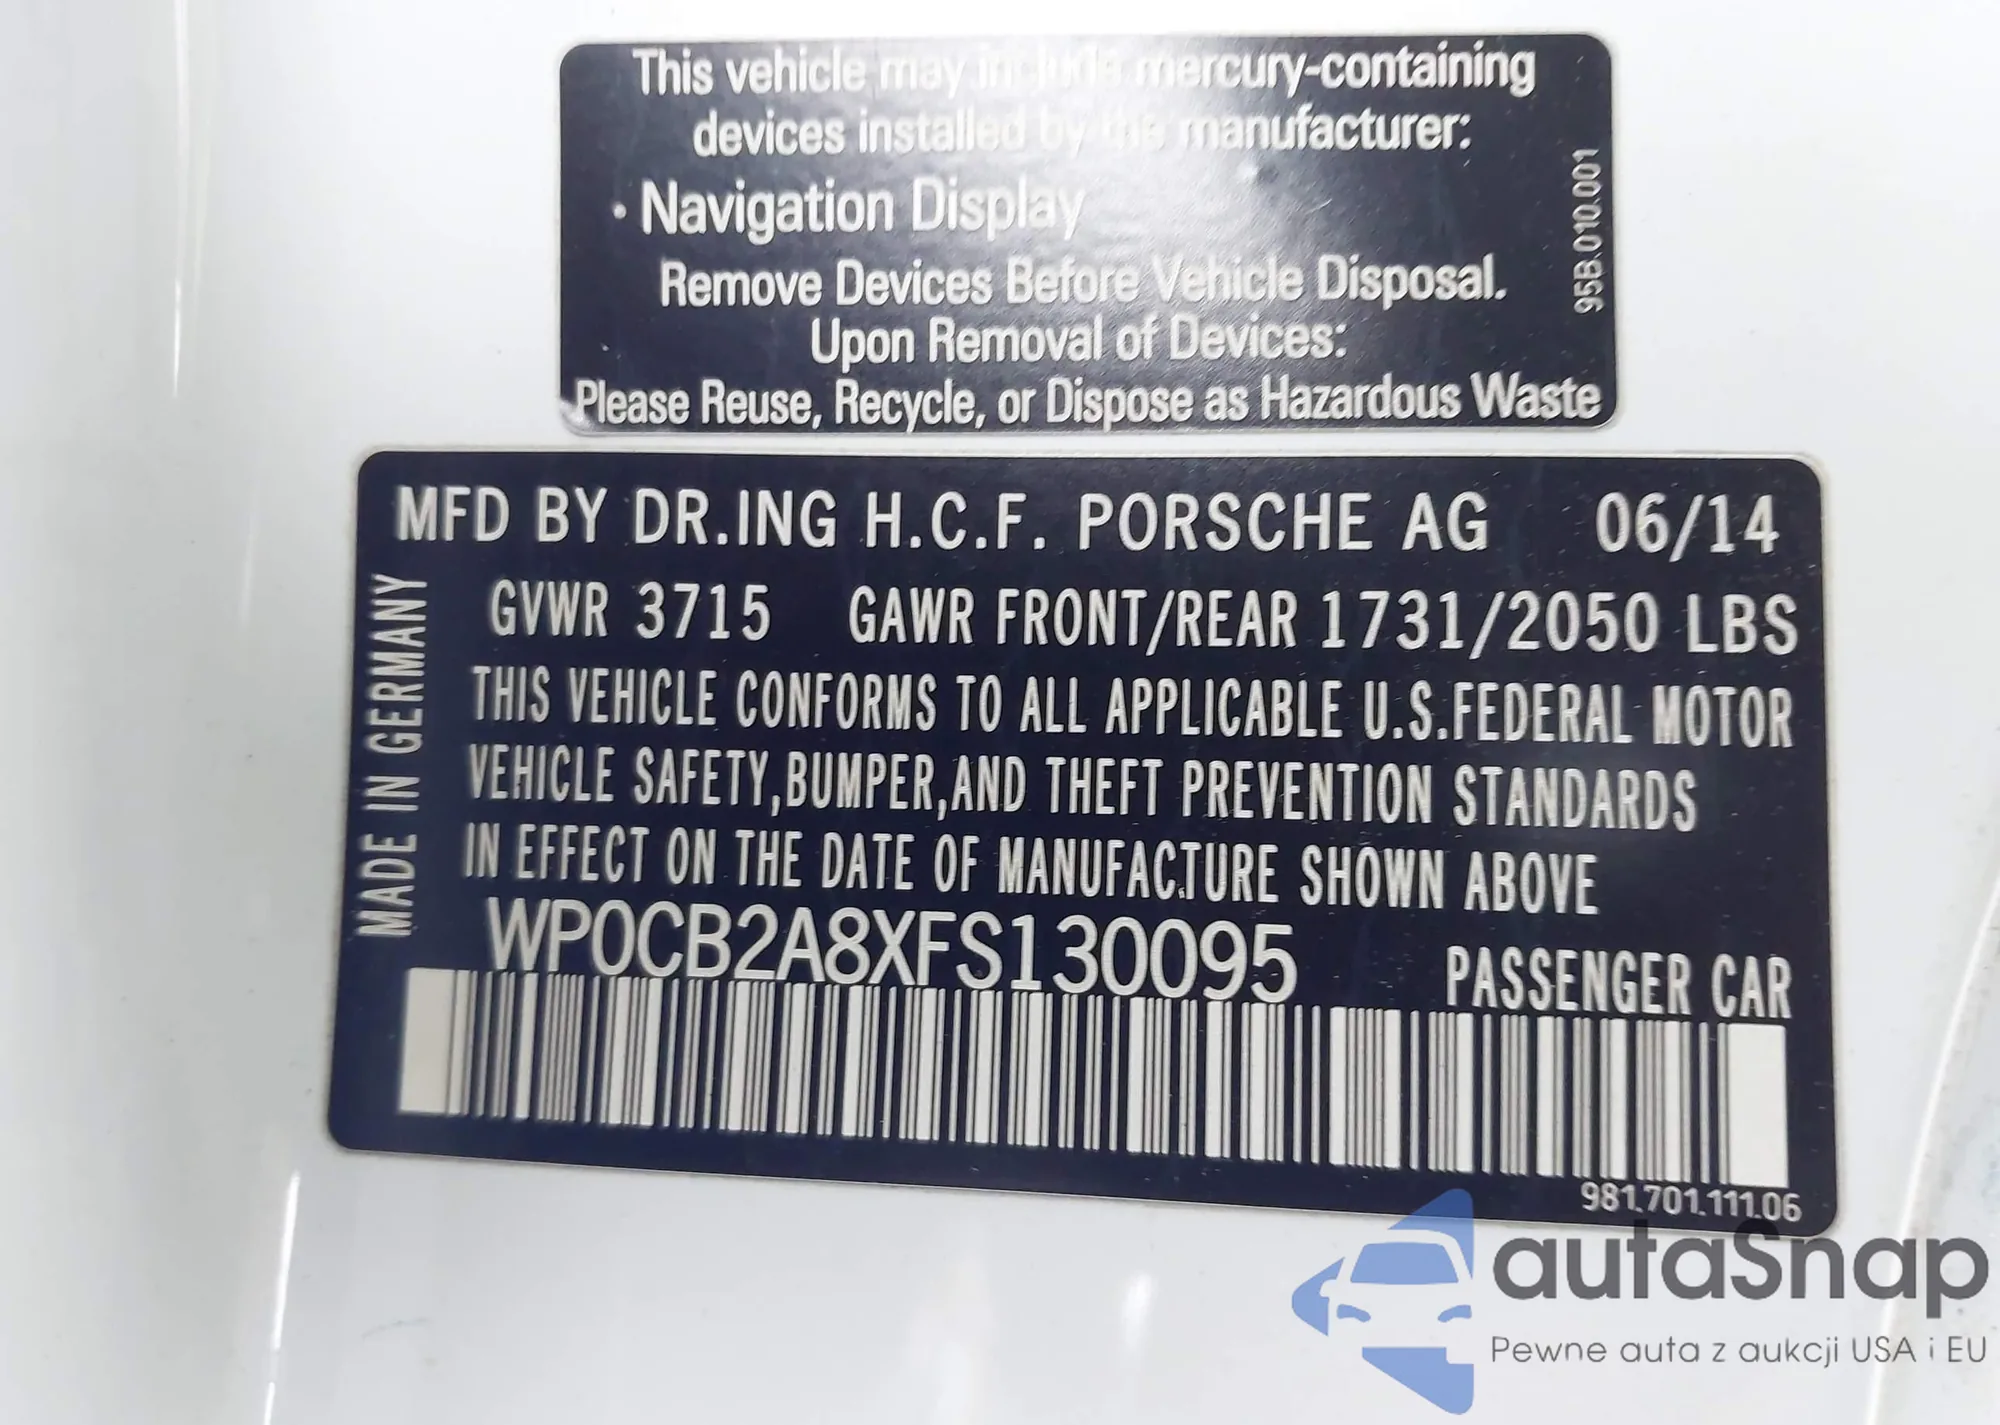 This vehicle may include mercury-containing
devices installed by the manufacturer:
· Navigation Display
Remove Devices Before Vehicle Disposal.
Upon Removal of Devices:
Please Reuse, Recycle, or Dispose as Hazardous Waste
95B.010.001
MFD BY DR.ING H.C.F. PORSCHE AG 06/14
GVWR 3715 GAWR FRONT/REAR 1731/2050 LBS
THIS VEHICLE CONFORMS TO ALL APPLICABLE U.S.FEDERAL MOTOR
VEHICLE SAFETY,BUMPER,AND THEFT PREVENTION STANDARDS
IN EFFECT ON THE DATE OF MANUFACTURE SHOWN ABOVE
WP0CB2A8XFS130095 PASSENGER CAR
MADE IN GERMANY
981.701.111.06
autaSnap
Pewne auta z aukcji USA i EU